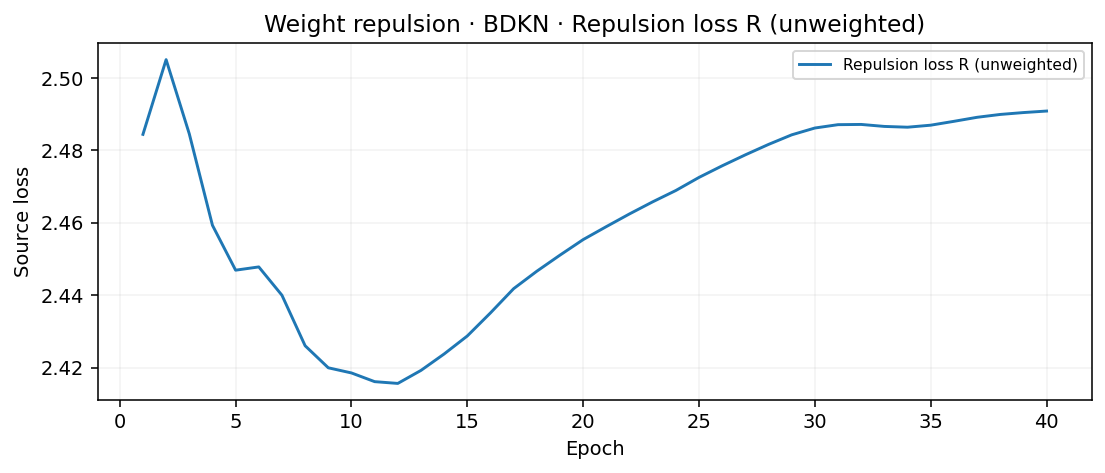 Weight repulsion · BDKN · Repulsion loss R (unweighted)
Repulsion loss R (unweighted)
Source loss
2.50
2.48
2.46
2.44
2.42
0 5 10 15 20 25 30 35 40
Epoch